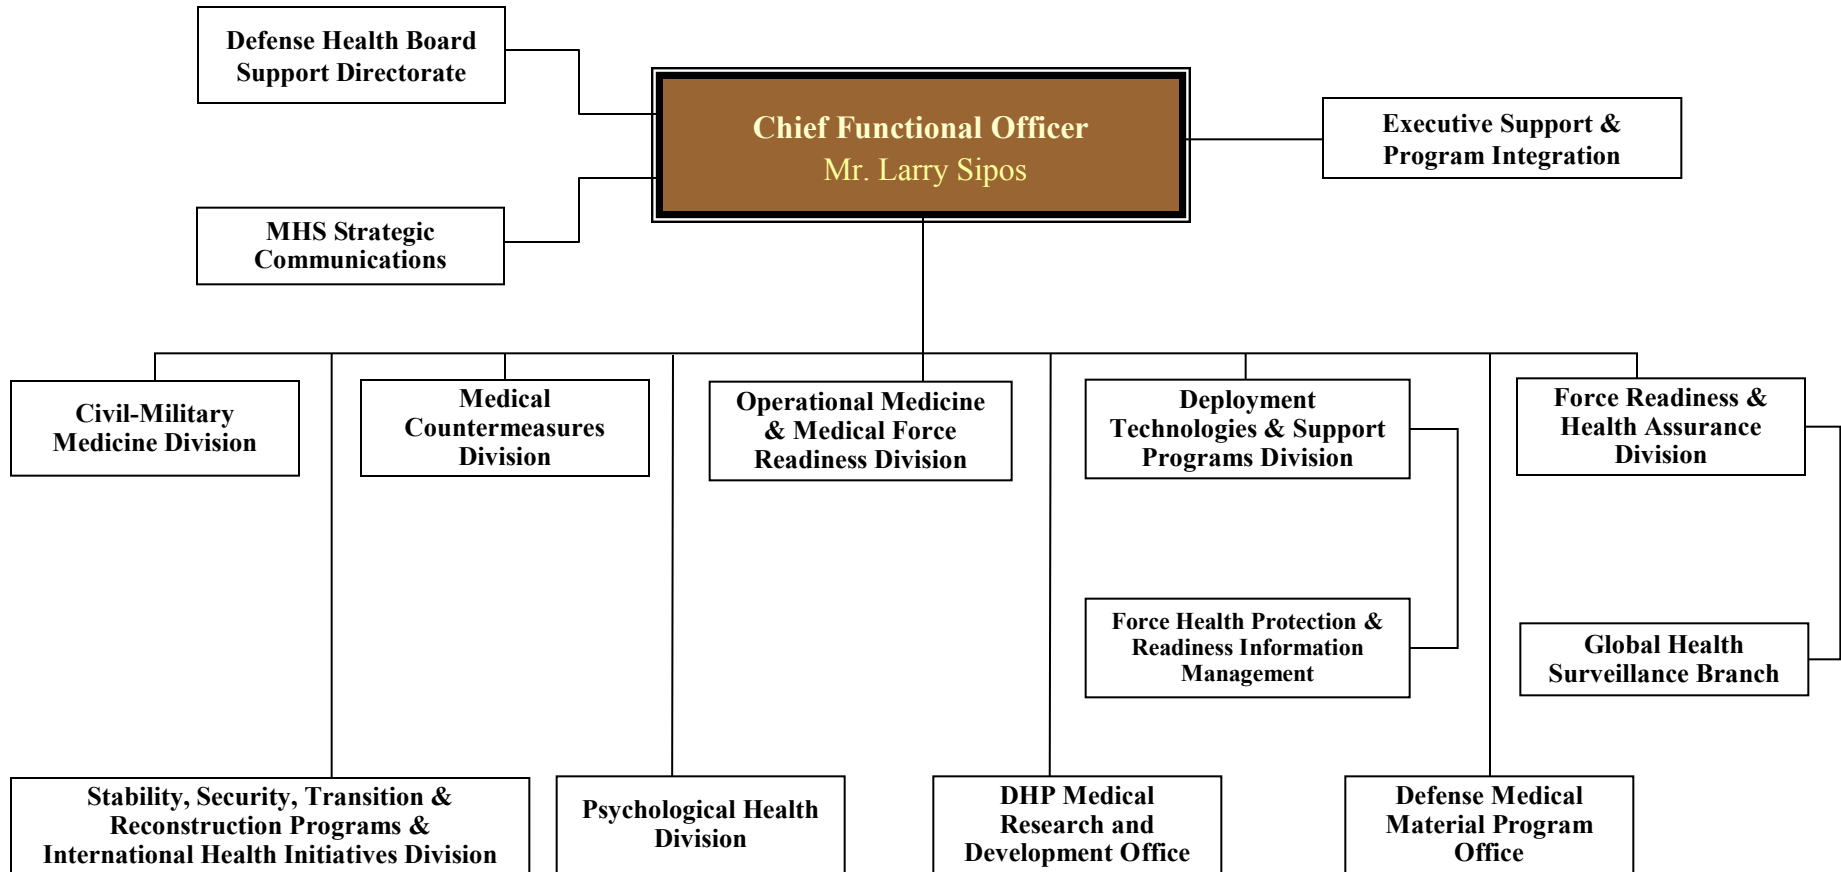 Defense Health Board
Support Directorate
Chief Functional Officer
Mr. Larry Sipos
Executive Support &
Program Integration
MHS Strategic
Communications
Civil-Military
Medicine Division
Medical
Countermeasures
Division
Operational Medicine
& Medical Force
Readiness Division
Deployment
Technologies & Support
Programs Division
Force Readiness &
Health Assurance
Division
Force Health Protection &
Readiness Information
Management
Global Health
Surveillance Branch
Stability, Security, Transition &
Reconstruction Programs &
International Health Initiatives Division
Psychological Health
Division
DHP Medical
Research and
Development Office
Defense Medical
Material Program
Office